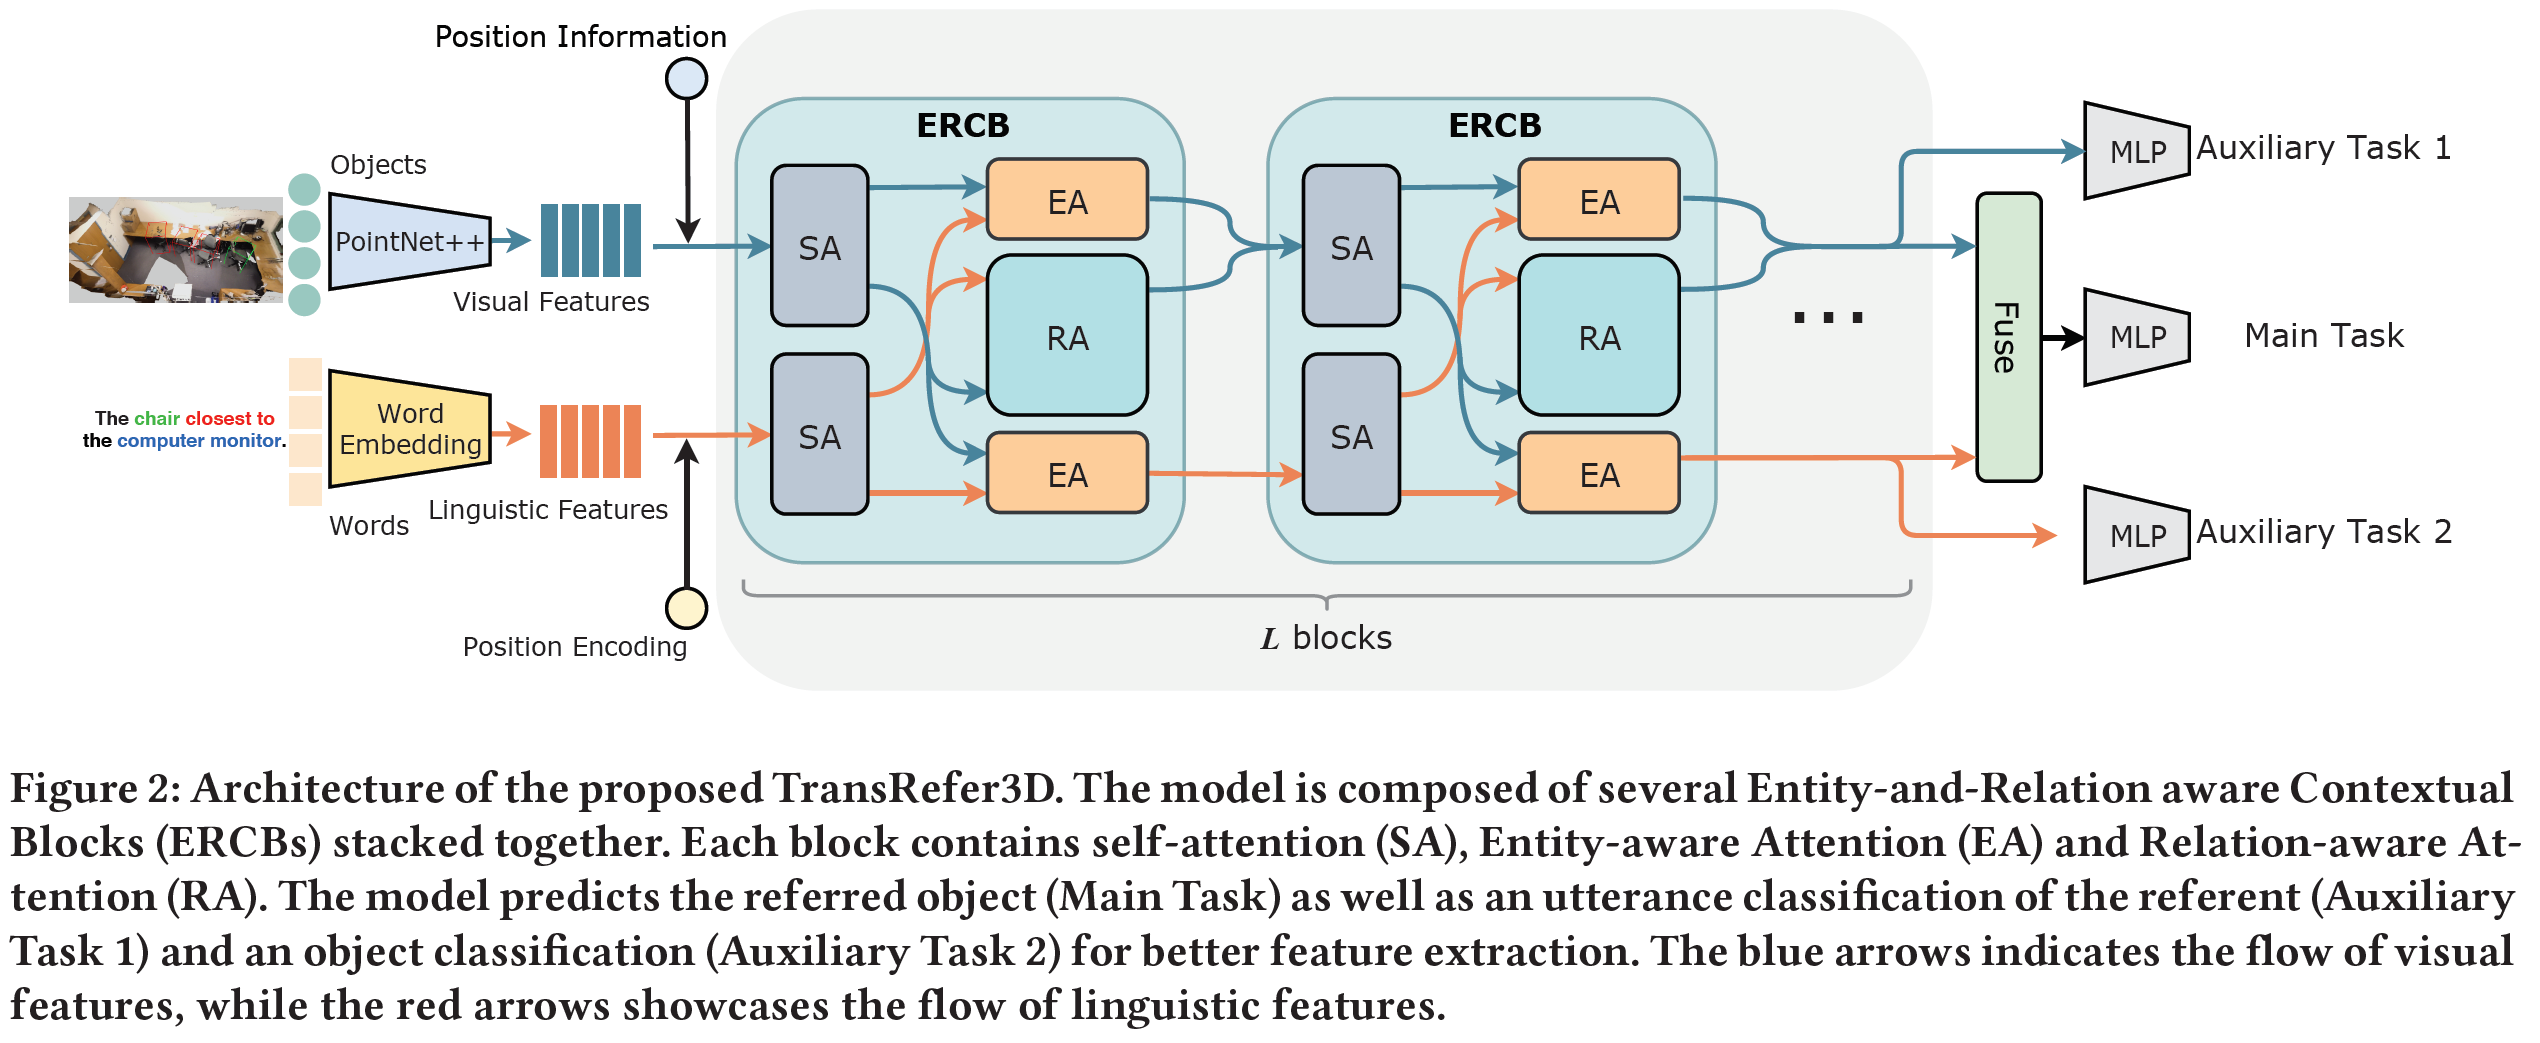 Position Information
ERCB
ERCB
Objects
PointNet++
Visual Features
SA
EA
RA
SA
EA
SA
EA
RA
SA
EA
...
MLP
Auxiliary Task 1
Fuse
MLP
Main Task
MLP
Auxiliary Task 2
The chair closest to
the computer monitor.
Word
Embedding
Linguistic Features
Words
Position Encoding
L blocks
Figure 2: Architecture of the proposed TransRefer3D. The model is composed of several Entity-and-Relation aware Contextual
Blocks (ERCBs) stacked together. Each block contains self-attention (SA), Entity-aware Attention (EA) and Relation-aware At-
tention (RA). The model predicts the referred object (Main Task) as well as an utterance classification of the referent (Auxiliary
Task 1) and an object classification (Auxiliary Task 2) for better feature extraction. The blue arrows indicates the flow of visual
features, while the red arrows showcases the flow of linguistic features.